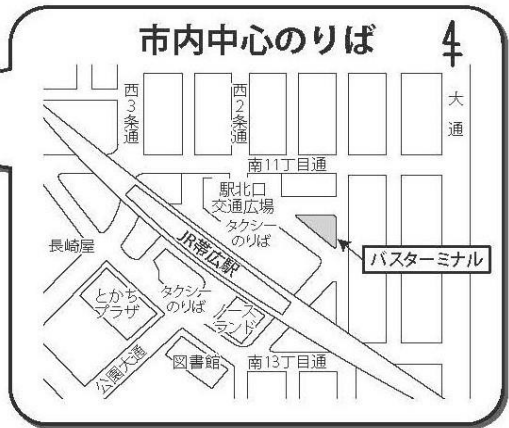 市内中心のりば
西3条通
西2条通
大通
南11丁目通
駅北口
交通広場
タクシー
のりば
バスターミナル
JR帯広駅
長崎屋
タクシー
のりば
とかち
プラザ
ランド
公園大通
図書館
南13丁目通